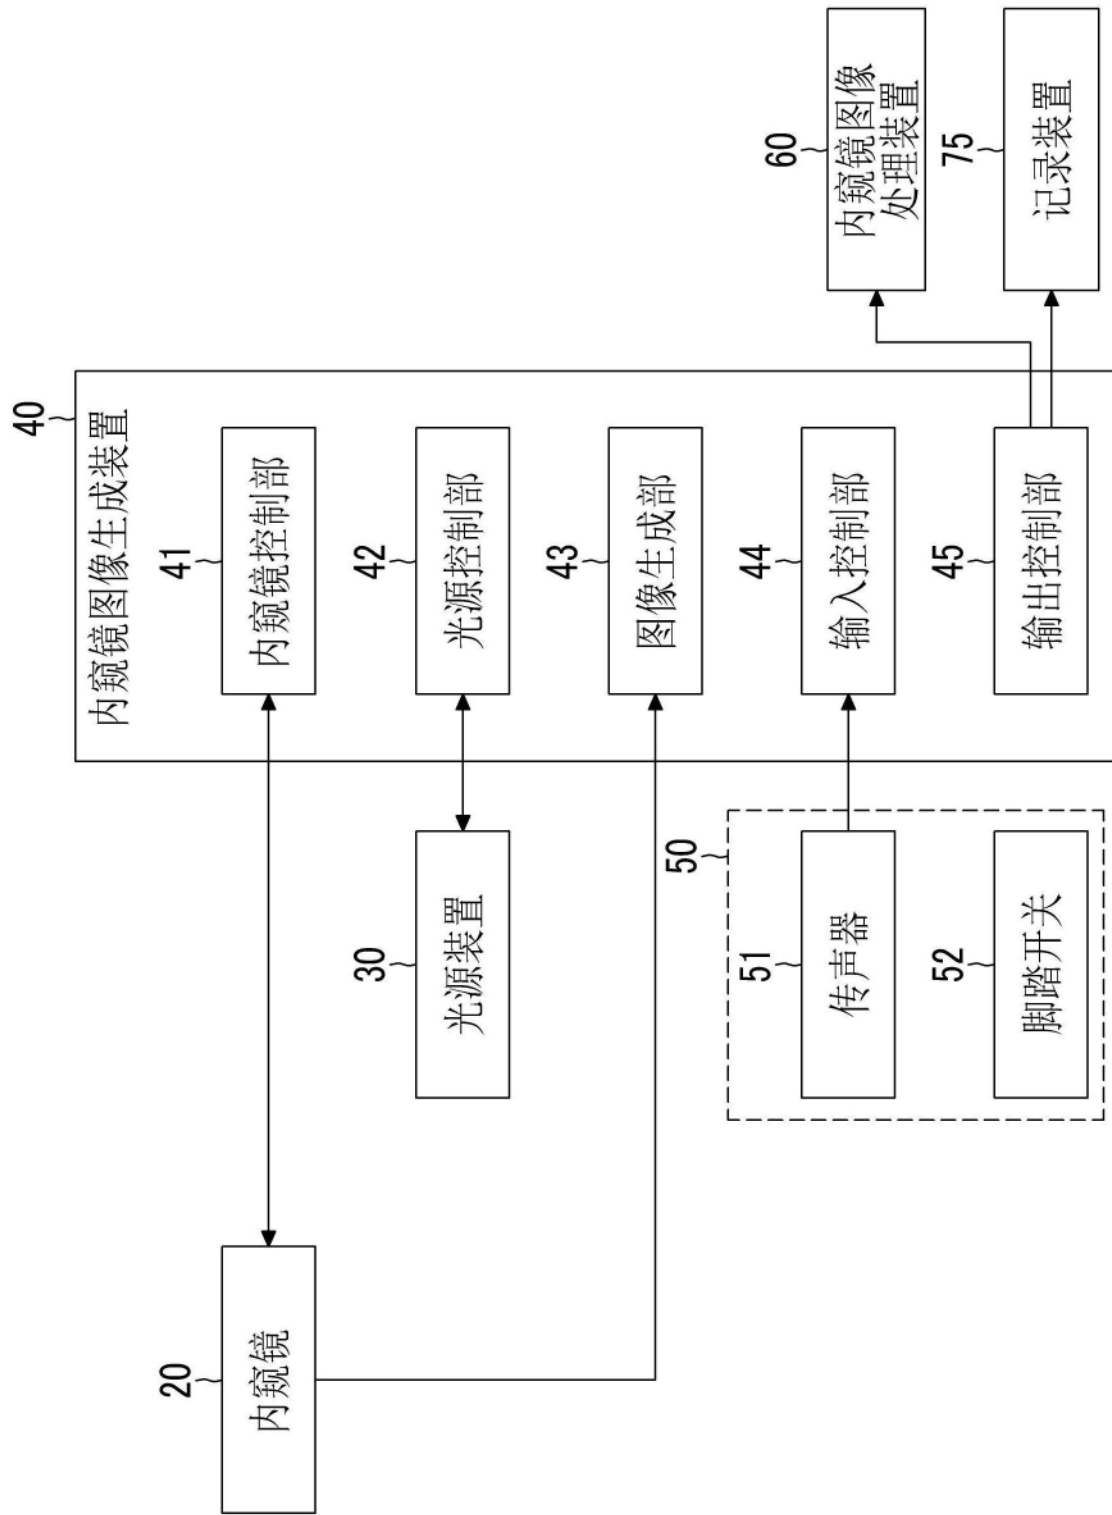 40
内窥镜图像生成装置
20
内窥镜
41
内窥镜控制部
30
光源装置
42
光源控制部
43
图像生成部
50
51
传声器
44
输入控制部
60
内窥镜图像
处理装置
52
脚踏开关
45
输出控制部
75
记录装置